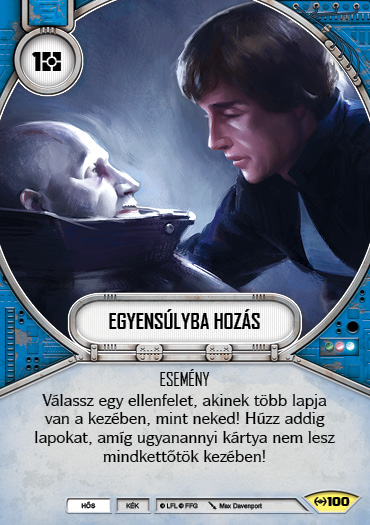 1
EGYENSÚLYBA HOZÁS
ESEMÉNY
Válassz egy ellenfelet, akinek több lapja
van a kezében, mint neked! Húzz addig
lapokat, amíg ugyanannyi kártya nem lesz
mindkettőtök kezében!
HŐS KÉK © LFL © FFG Max Davenport 100